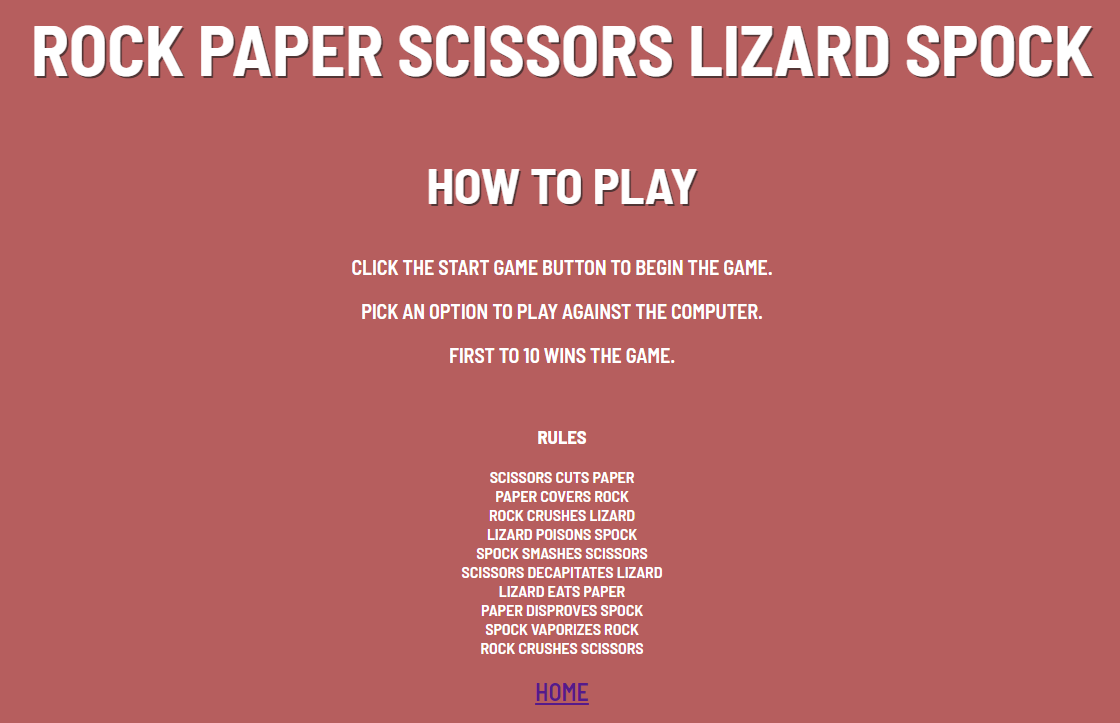 ROCK PAPER SCISSORS LIZARD SPOCK
HOW TO PLAY
CLICK THE START GAME BUTTON TO BEGIN THE GAME.
PICK AN OPTION TO PLAY AGAINST THE COMPUTER.
FIRST TO 10 WINS THE GAME.
RULES
SCISSORS CUTS PAPER
PAPER COVERS ROCK
ROCK CRUSHES LIZARD
LIZARD POISONS SPOCK
SPOCK SMASHES SCISSORS
SCISSORS DECAPITATES LIZARD
LIZARD EATS PAPER
PAPER DISPROVES SPOCK
SPOCK VAPORIZES ROCK
ROCK CRUSHES SCISSORS
HOME